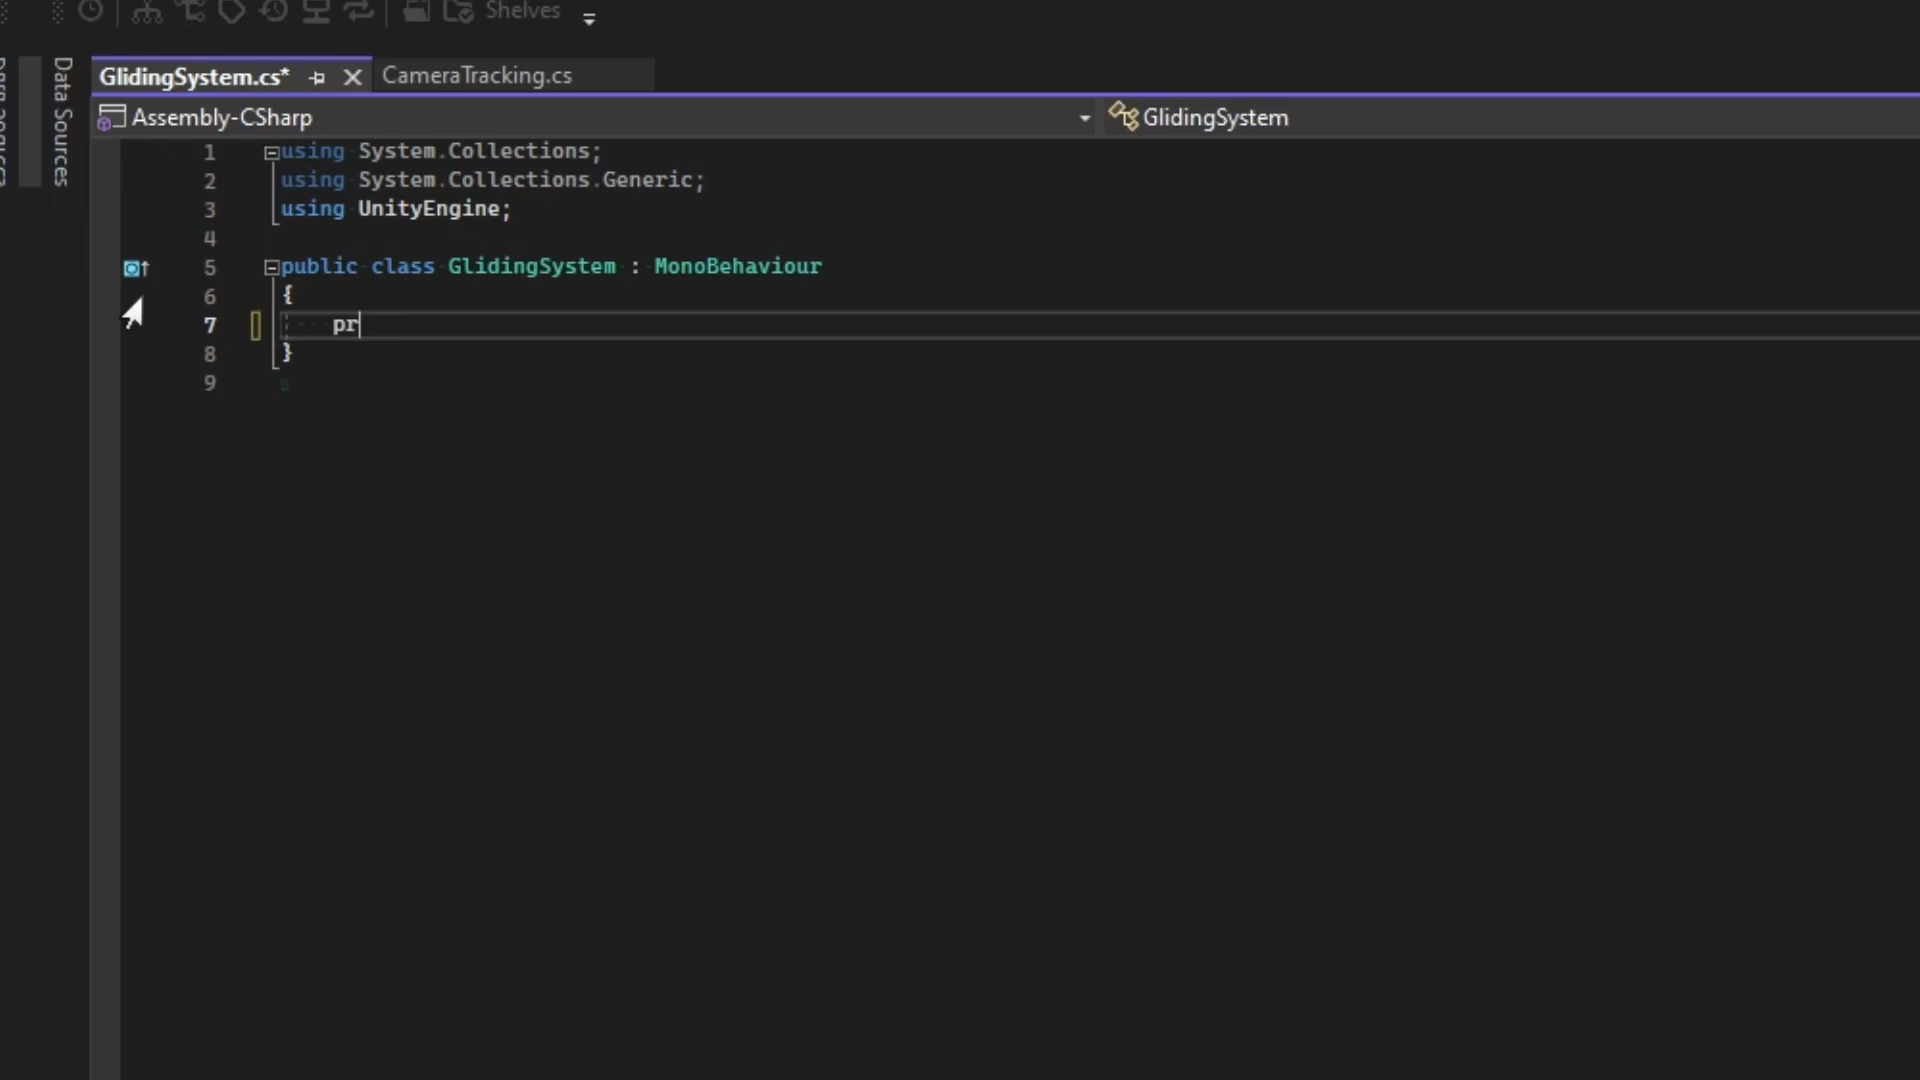 Shelves
Data Sources
GlidingSystem.cs*
CameraTracking.cs
Assembly-CSharp
GlidingSystem
1 using System.Collections;
2 using System.Collections.Generic;
3 using UnityEngine;
4
5 public class GlidingSystem : MonoBehaviour
6 {
7 pr
8 }
9